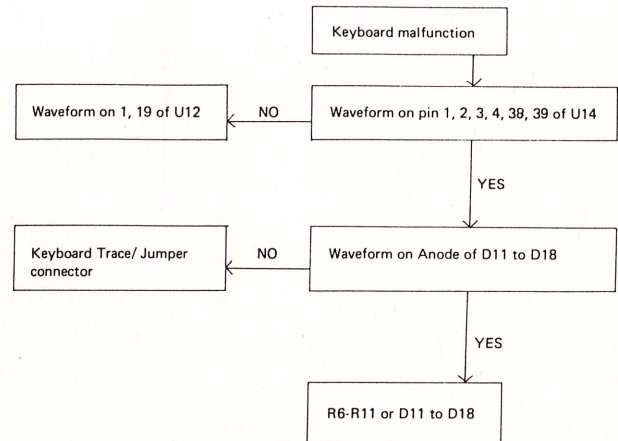 Keyboard malfunction
Waveform on 1, 19 of U12
NO
Waveform on pin 1, 2, 3, 4, 38, 39 of U14
YES
Keyboard Trace/ Jumper
connector
NO
Waveform on Anode of D11 to D18
YES
R6-R11 or D11 to D18